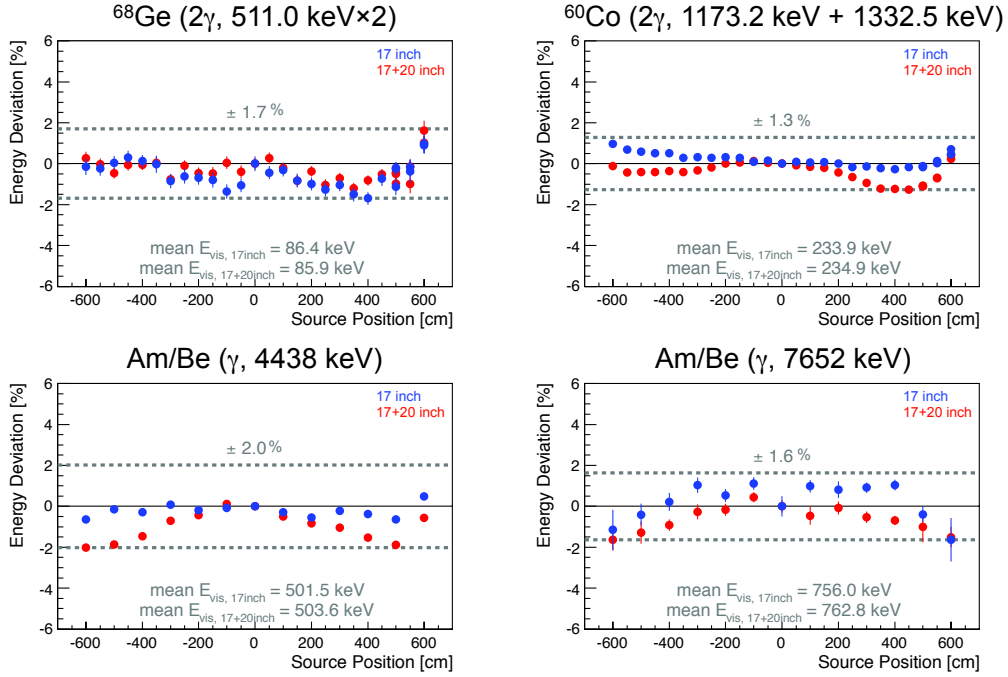 ⁶⁸Ge (2γ, 511.0 keV×2)
Energy Deviation [%]
6
4
2
0
-2
-4
-6
17 inch
17+20 inch
± 1.7 %
mean E_vis, 17inch = 86.4 keV
mean E_vis, 17+20inch = 85.9 keV
-600 -400 -200 0 200 400 600
Source Position [cm]
⁶⁰Co (2γ, 1173.2 keV + 1332.5 keV)
Energy Deviation [%]
6
4
2
0
-2
-4
-6
17 inch
17+20 inch
± 1.3 %
mean E_vis, 17inch = 233.9 keV
mean E_vis, 17+20inch = 234.9 keV
-600 -400 -200 0 200 400 600
Source Position [cm]
Am/Be (γ, 4438 keV)
Energy Deviation [%]
6
4
2
0
-2
-4
-6
17 inch
17+20 inch
± 2.0 %
mean E_vis, 17inch = 501.5 keV
mean E_vis, 17+20inch = 503.6 keV
-600 -400 -200 0 200 400 600
Source Position [cm]
Am/Be (γ, 7652 keV)
Energy Deviation [%]
6
4
2
0
-2
-4
-6
17 inch
17+20 inch
± 1.6 %
mean E_vis, 17inch = 756.0 keV
mean E_vis, 17+20inch = 762.8 keV
-600 -400 -200 0 200 400 600
Source Position [cm]